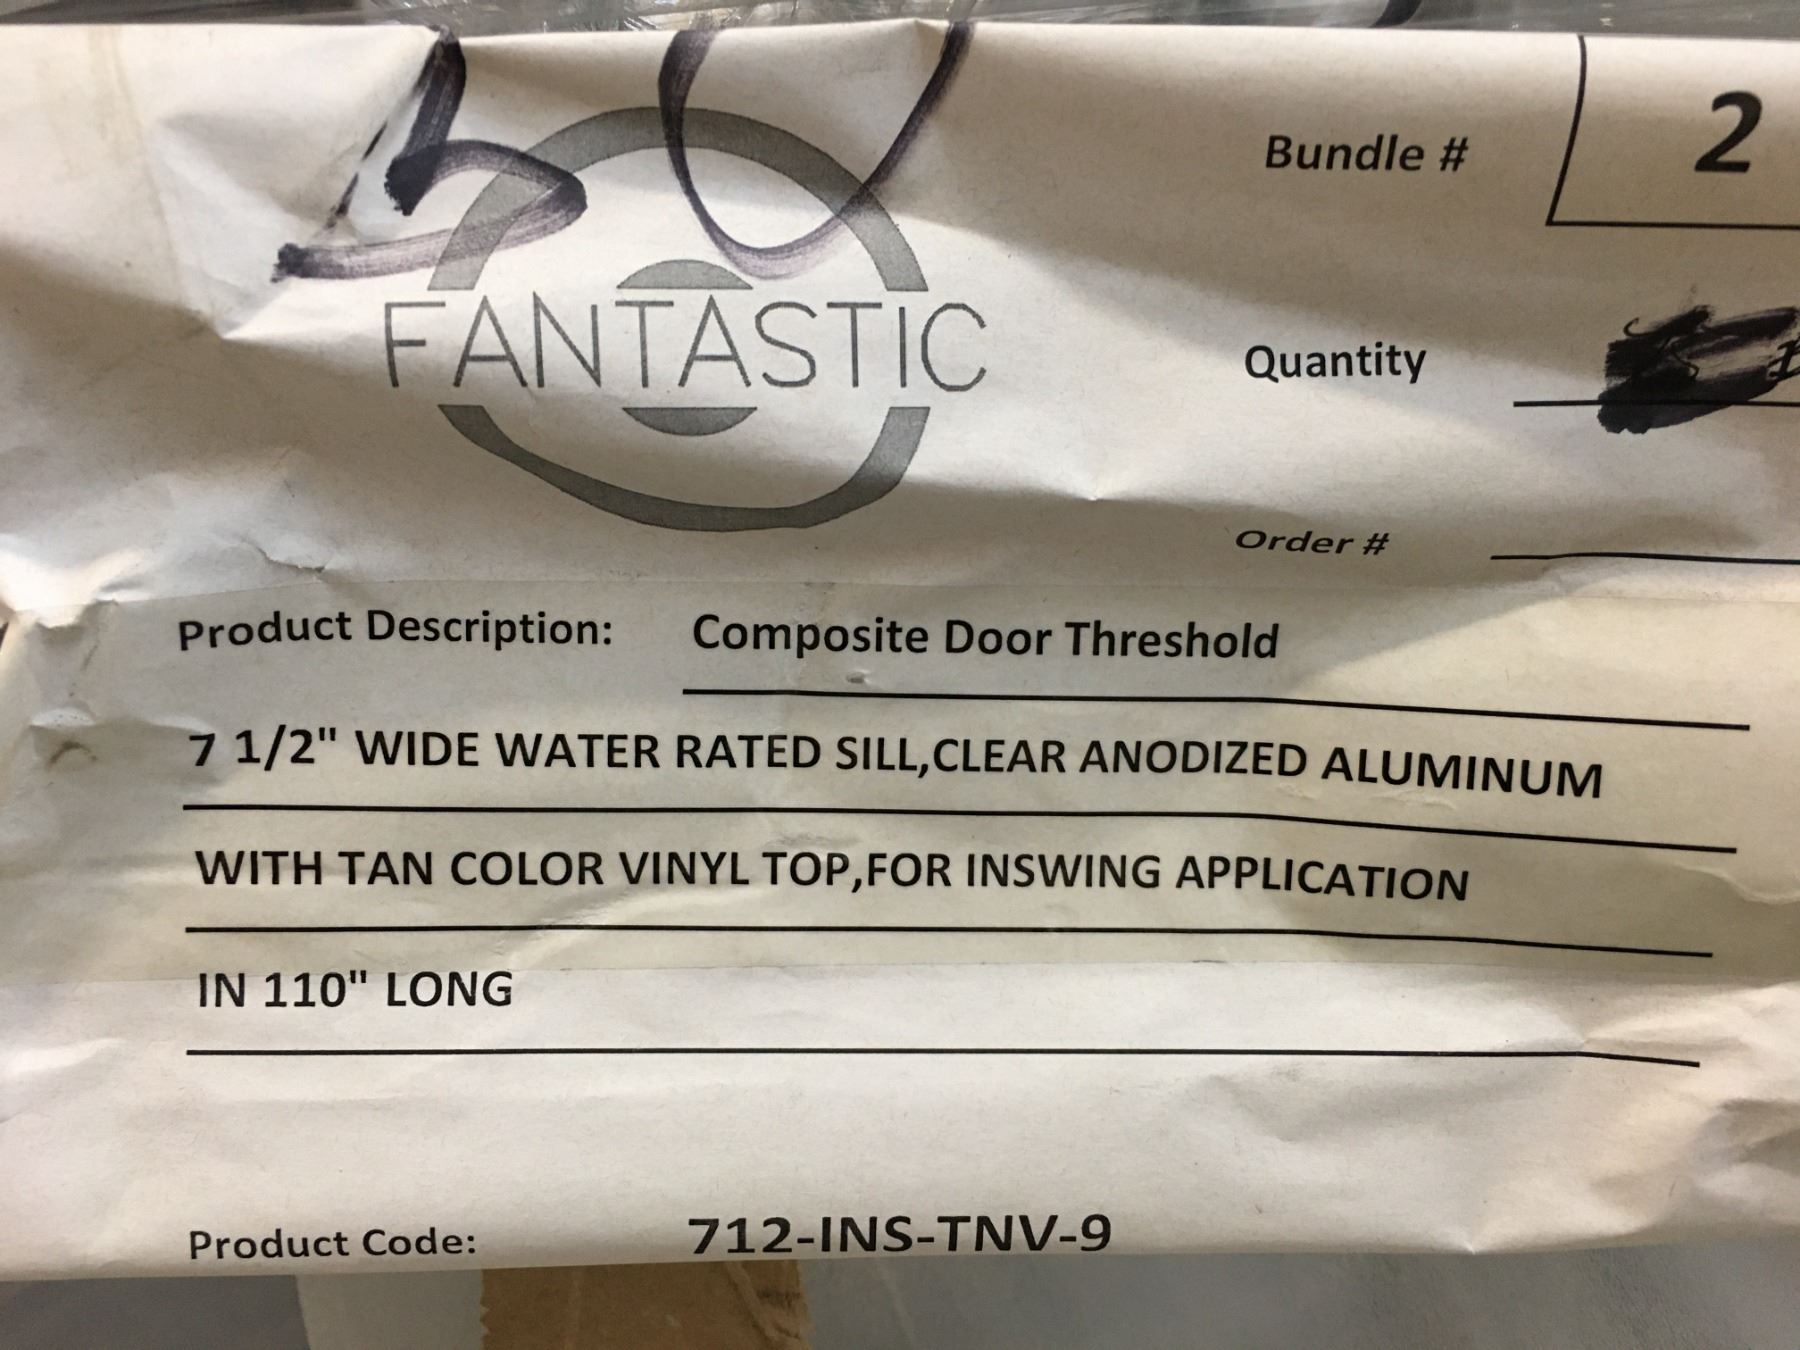 Bundle # 2
FANTASTIC
Quantity
Order #
Product Description: Composite Door Threshold
7 1/2" WIDE WATER RATED SILL,CLEAR ANODIZED ALUMINUM
WITH TAN COLOR VINYL TOP,FOR INSWING APPLICATION
IN 110" LONG
Product Code: 712-INS-TNV-9